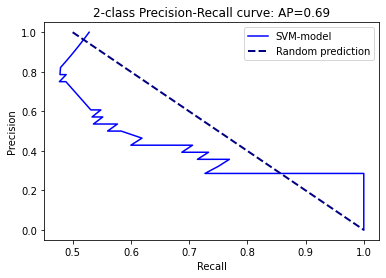 2-class Precision-Recall curve: AP=0.69
SVM-model
Random prediction
Precision
1.0
0.8
0.6
0.4
0.2
0.0
0.5
0.6
0.7
0.8
0.9
1.0
Recall